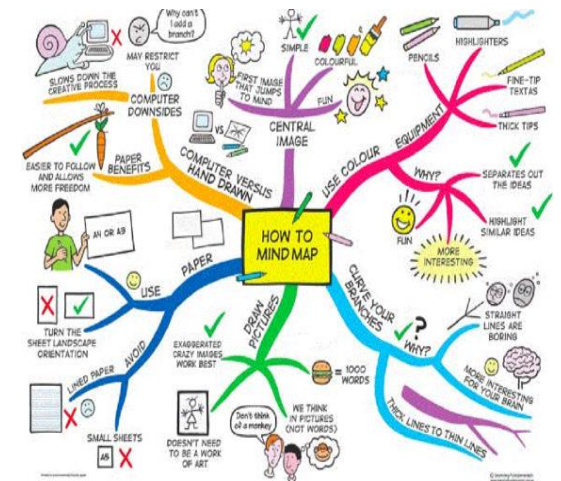 HOW TO
MIND MAP
CENTRAL
IMAGE
SIMPLE
COLOURFUL
FUN
FIRST IMAGE
THAT JUMPS
TO MIND
USE COLOUR
EQUIPMENT
PENCILS
HIGHLIGHTERS
FINE-TIP
TEXTAS
THICK TIPS
WHY?
SEPARATES OUT
THE IDEAS
HIGHLIGHT
SIMILAR IDEAS
MORE
INTERESTING
FUN
CURVE YOUR
BRANCHES
?
WHY?
STRAIGHT
LINES ARE
BORING
MORE INTERESTING
FOR YOUR BRAIN
THICK LINES TO THIN LINES
DRAW
PICTURES
= 1000
WORDS
WE THINK
IN PICTURES
(NOT WORDS)
Don't think
of a monkey
DOESN'T NEED
TO BE A WORK
OF ART
EXAGGERATED
CRAZY IMAGES
WORK BEST
PAPER
USE
A4 OR A3
TURN THE
SHEET LANDSCAPE
ORIENTATION
AVOID
LINED PAPER
SMALL SHEETS
A5
COMPUTER VERSUS
HAND DRAWN
VS
PAPER
BENEFITS
EASIER TO FOLLOW
AND ALLOWS
MORE FREEDOM
COMPUTER
DOWNSIDES
SLOWS DOWN THE
CREATIVE PROCESS
MAY RESTRICT
YOU
Why can't
I add a
branch?